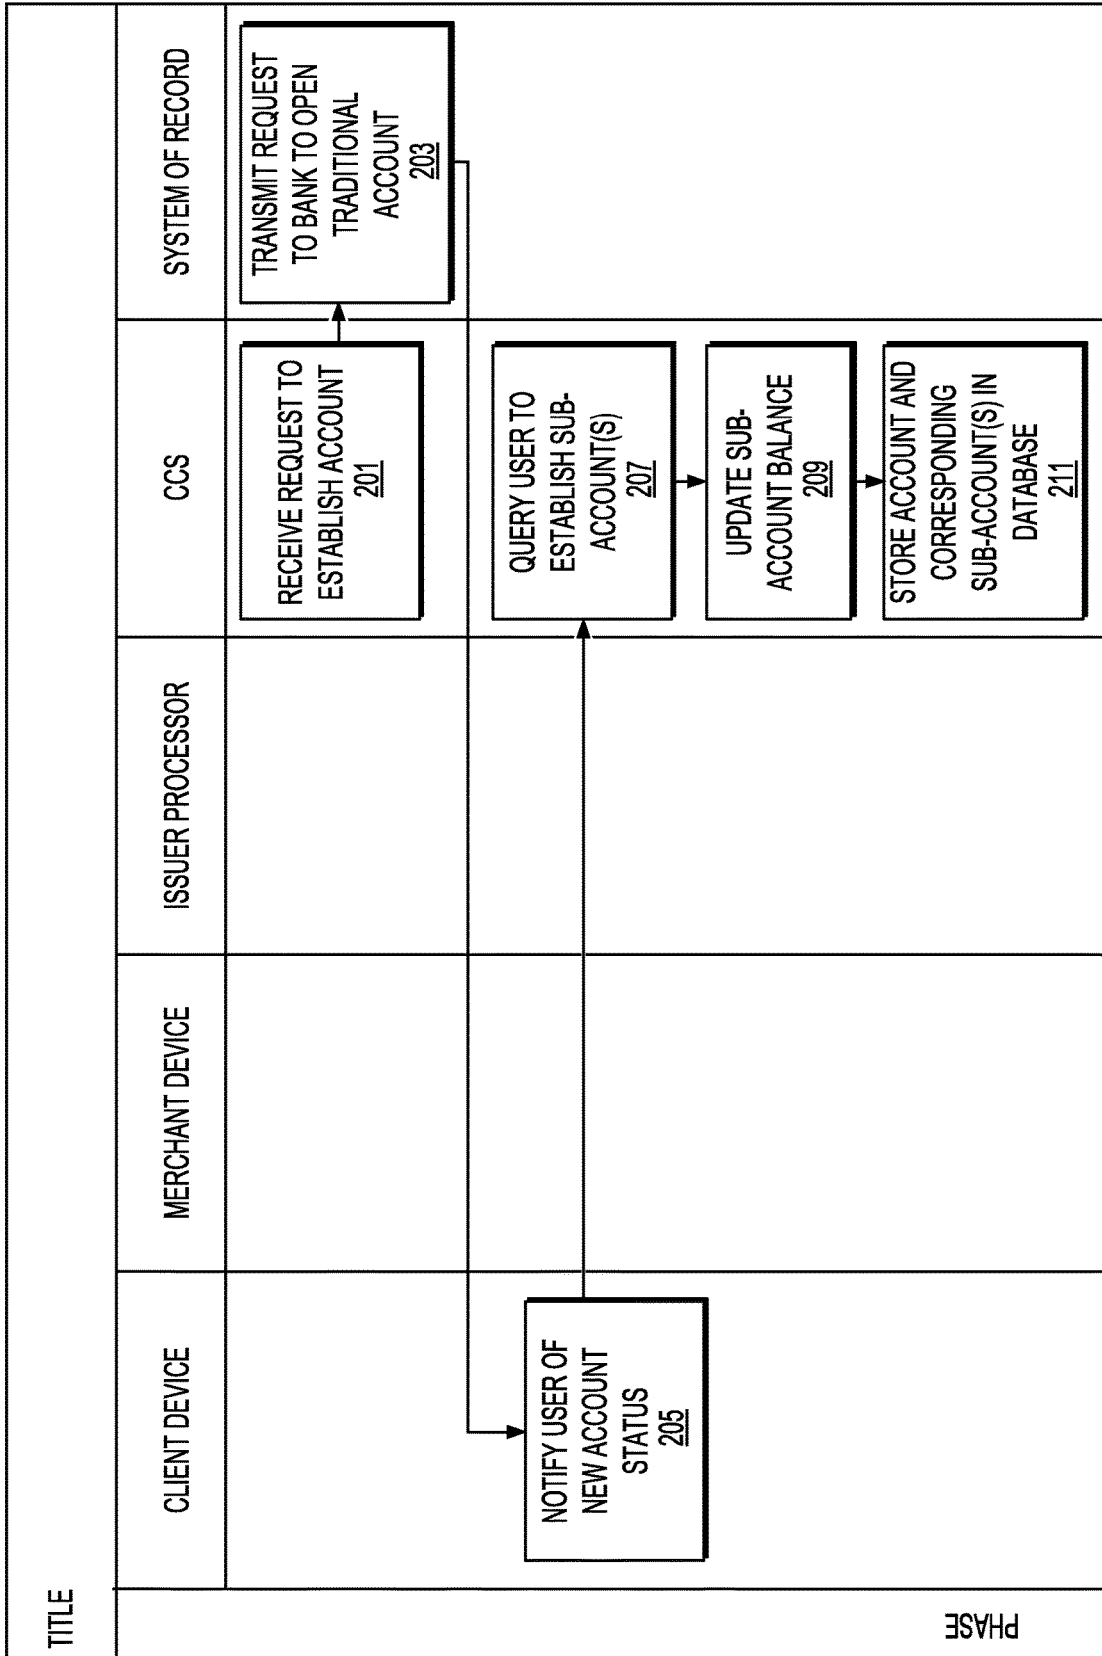 TITLE
CLIENT DEVICE
MERCHANT DEVICE
ISSUER PROCESSOR
CCS
SYSTEM OF RECORD
PHASE
RECEIVE REQUEST TO
ESTABLISH ACCOUNT
201
TRANSMIT REQUEST
TO BANK TO OPEN
TRADITIONAL
ACCOUNT
203
NOTIFY USER OF
NEW ACCOUNT
STATUS
205
QUERY USER TO
ESTABLISH SUB-
ACCOUNT(S)
207
UPDATE SUB-
ACCOUNT BALANCE
209
STORE ACCOUNT AND
CORRESPONDING
SUB-ACCOUNT(S) IN
DATABASE
211